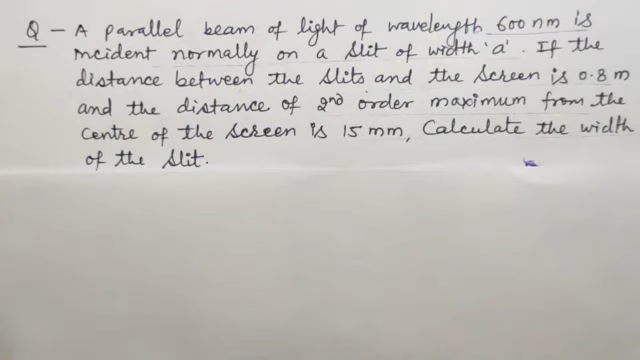 Q - A parallel beam of light of wavelength 600 nm is
incident normally on a slit of width 'a'. If the
distance between the slits and the screen is 0.8 m
and the distance of 2nd order maximum from the
centre of the screen is 15 mm, Calculate the width
of the slit.